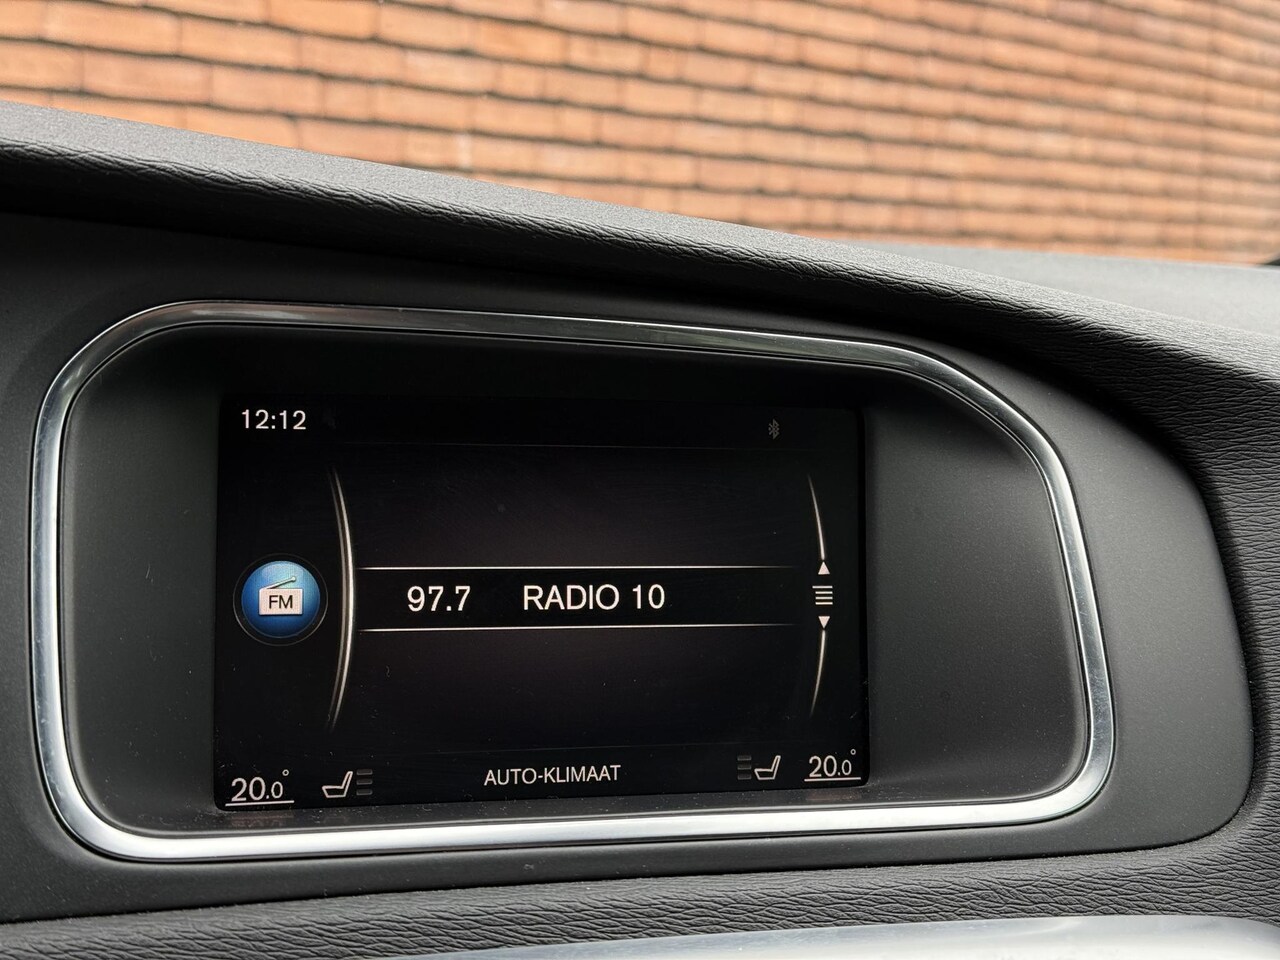 12:12
FM
97.7 RADIO 10
20.0° AUTO-KLIMAAT 20.0°